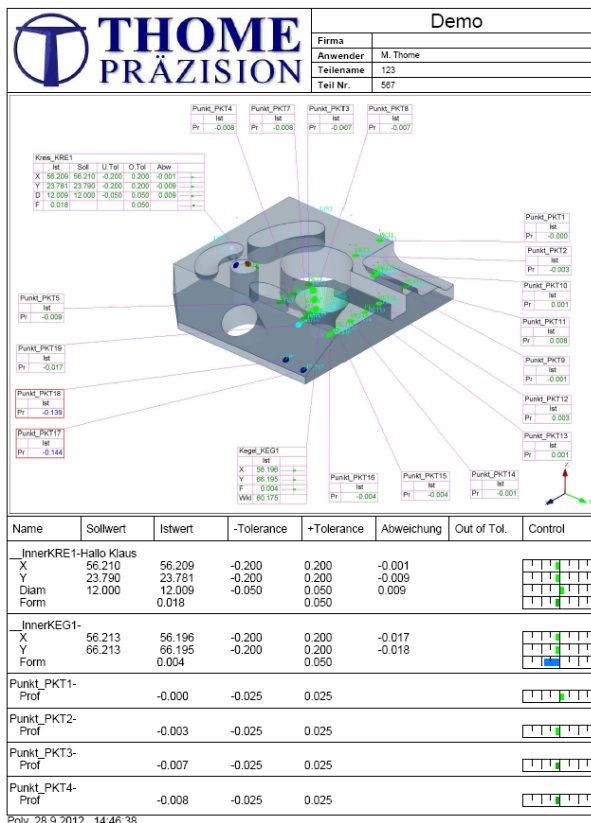 THOME
PRÄZISION
Demo
Firma
Anwender M. Thome
Teilename 123
Teil Nr. 567
Punkt_PKT4
Ist
Pr -0.008
Punkt_PKT7
Ist
Pr -0.008
Punkt_PKT3
Ist
Pr -0.007
Punkt_PKT8
Ist
Pr -0.007
Kreis_KRE1
Ist Soll U.Tol O.Tol Abw
X 56.209 56.210 -0.200 0.200 -0.001
Y 23.781 23.790 -0.200 0.200 -0.009
D 12.009 12.000 -0.050 0.050 0.009
F 0.018 0.050
Punkt_PKT1
Ist
Pr -0.000
Punkt_PKT2
Ist
Pr -0.003
Punkt_PKT10
Ist
Pr 0.001
Punkt_PKT11
Ist
Pr 0.008
Punkt_PKT9
Ist
Pr -0.001
Punkt_PKT12
Ist
Pr 0.003
Punkt_PKT13
Ist
Pr 0.001
Punkt_PKT5
Ist
Pr -0.009
Punkt_PKT19
Ist
Pr -0.017
Punkt_PKT18
Ist
Pr -0.139
Punkt_PKT17
Ist
Pr -0.144
Kegel_KEG1
Ist
X 56.196
Y 66.195
F 0.004
Wkl 60.175
Punkt_PKT16
Ist
Pr -0.004
Punkt_PKT15
Ist
Pr -0.004
Punkt_PKT14
Ist
Pr -0.001
Name Sollwert Istwert -Tolerance +Tolerance Abweichung Out of Tol. Control
__InnerKRE1-Hallo Klaus
X 56.210 56.209 -0.200 0.200 -0.001
Y 23.790 23.781 -0.200 0.200 -0.009
Diam 12.000 12.009 -0.050 0.050 0.009
Form 0.018 0.050
__InnerKEG1-
X 56.213 56.196 -0.200 0.200 -0.017
Y 66.213 66.195 -0.200 0.200 -0.018
Form 0.004 0.050
Punkt_PKT1-
Prof -0.000 -0.025 0.025
Punkt_PKT2-
Prof -0.003 -0.025 0.025
Punkt_PKT3-
Prof -0.007 -0.025 0.025
Punkt_PKT4-
Prof -0.008 -0.025 0.025
Poly 28.9.2012 14:46:38